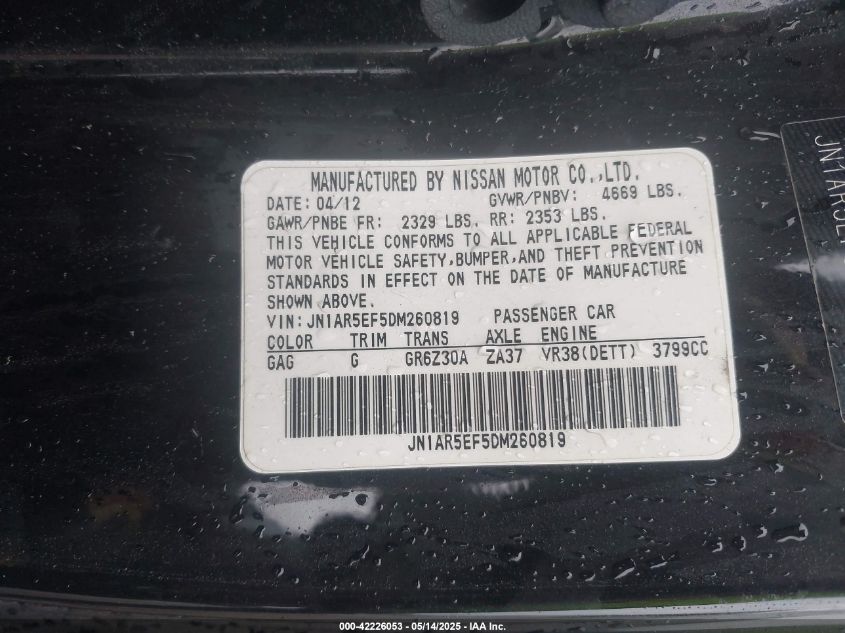 MANUFACTURED BY NISSAN MOTOR CO.,LTD.
DATE: 04/12 GVWR/PNBV: 4669 LBS.
GAWR/PNBE FR: 2329 LBS. RR: 2353 LBS.
THIS VEHICLE CONFORMS TO ALL APPLICABLE FEDERAL
MOTOR VEHICLE SAFETY,BUMPER,AND THEFT PREVENTION
STANDARDS IN EFFECT ON THE DATE OF MANUFACTURE
SHOWN ABOVE.
VIN:JN1AR5EF5DM260819 PASSENGER CAR
COLOR TRIM TRANS AXLE ENGINE
GAG G GR6Z30A ZA37 VR38(DETT) 3799CC
JN1AR5EF5DM260819
000-42226053 - 05/14/2025 - IAA Inc.